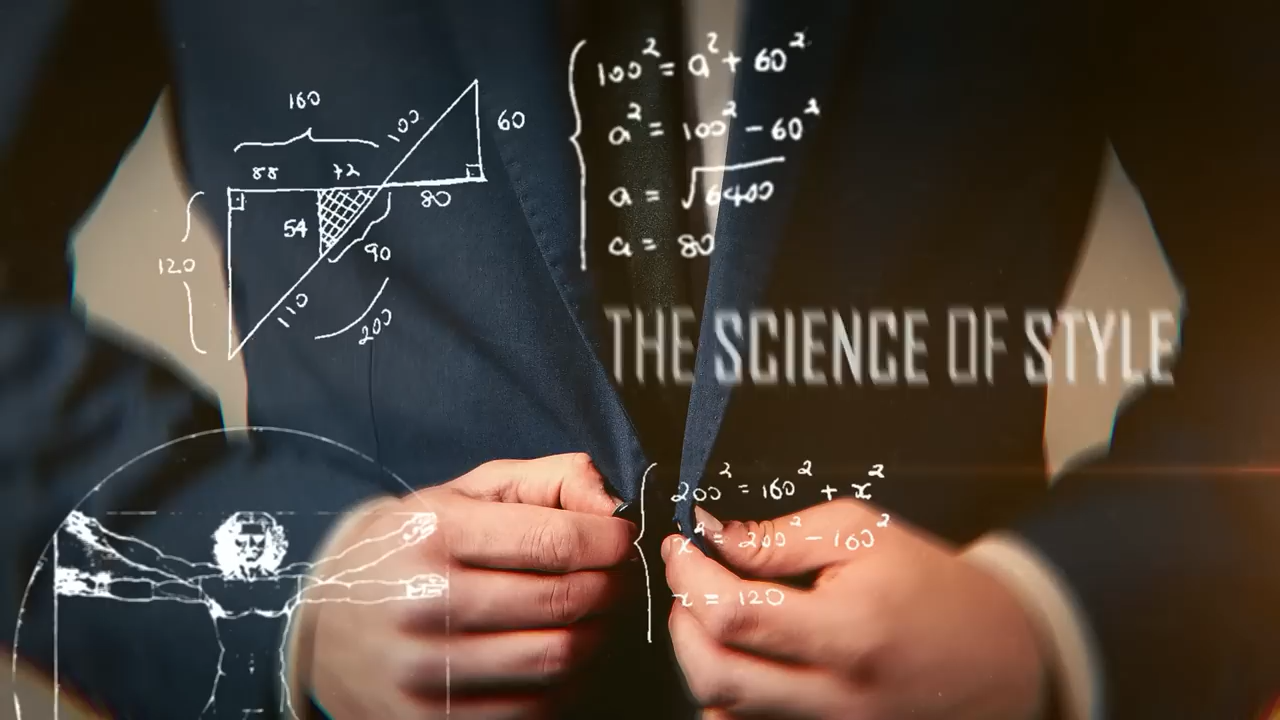 160
100
60
88
72
80
54
90
120
110
200
100² = a² + 60²
a² = 100² - 60²
a = √6400
a = 80
THE SCIENCE OF STYLE
200² = 160² + x²
x² = 200² - 160²
x = 120